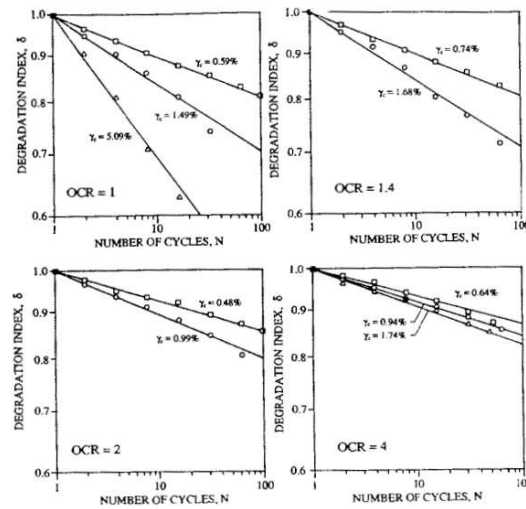 1.0
0.9
0.8
0.7
0.6
DEGRADATION INDEX, δ
γc = 0.59%
γc = 1.49%
γc = 5.09%
OCR = 1
1 10 100
NUMBER OF CYCLES, N
1.0
0.9
0.8
0.7
0.6
DEGRADATION INDEX, δ
γc = 0.74%
γc = 1.68%
OCR = 1.4
1 10 100
NUMBER OF CYCLES, N
1.0
0.9
0.8
0.7
0.6
DEGRADATION INDEX, δ
γc = 0.48%
γc = 0.99%
OCR = 2
1 10 100
NUMBER OF CYCLES, N
1.0
0.9
0.8
0.7
0.6
DEGRADATION INDEX, δ
γc = 0.64%
γc = 0.94%
γc = 1.74%
OCR = 4
1 10 10
NUMBER OF CYCLES, N